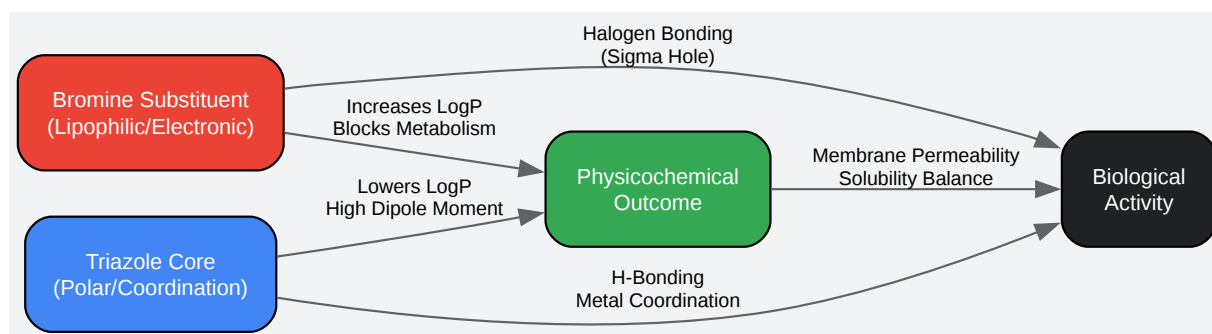 Halogen Bonding
(Sigma Hole)
Bromine Substituent
(Lipophilic/Electronic)
Increases LogP
Blocks Metabolism
Physicochemical
Outcome
Membrane Permeability
Solubility Balance
Biological
Activity
Lowers LogP
High Dipole Moment
Triazole Core
(Polar/Coordination)
H-Bonding
Metal Coordination